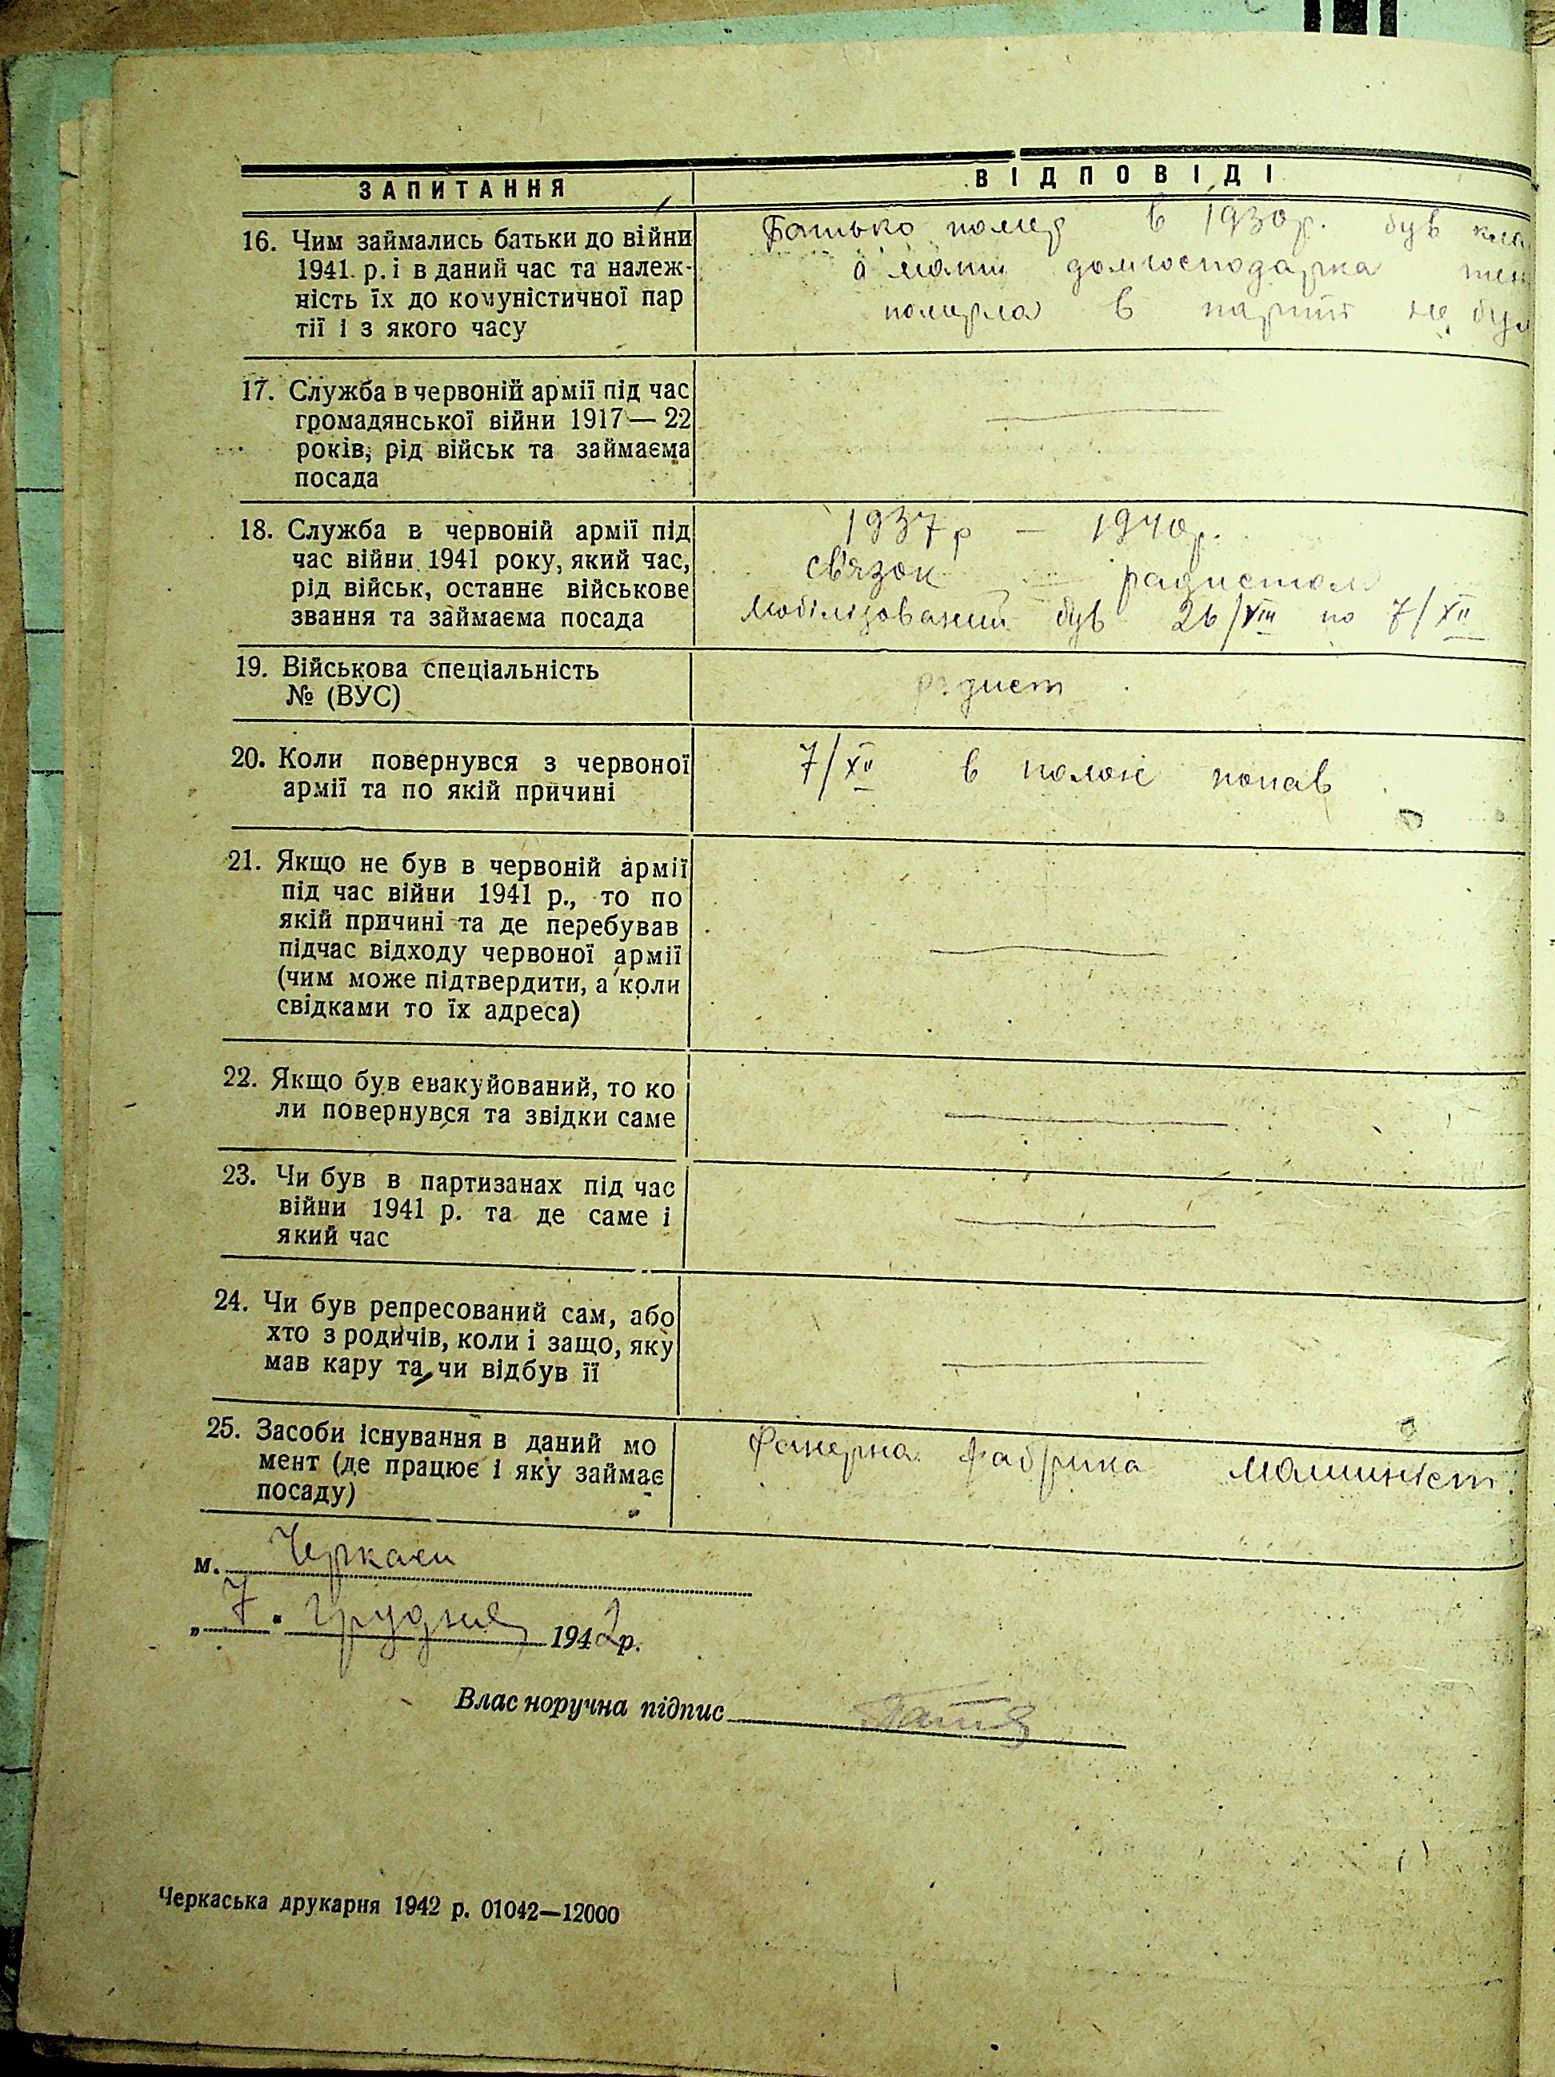 ЗАПИТАННЯ
ВІДПОВІДІ
16. Чим займались батьки до війни
1941. р. і в даний час та належ-
ність їх до комуністичної пар
тії і з якого часу
Батько помер в 1930р. був
а мати домгосподарка
померла в партії не бул
17. Служба в червоній армії під час
громадянської війни 1917—22
років, рід військ та займаєма
посада
18. Служба в червоній армії під
час війни 1941 року, який час,
рід військ, останнє військове
звання та займаєма посада
1937р — 1940р.
связок — радистом
мобілізований був 26/VIII по 7/XII
19. Військова спеціальність
№ (ВУС)
радист
20. Коли повернувся з червоної
армії та по якій причині
7/XII в полон попав
21. Якщо не був в червоній армії
під час війни 1941 р., то по
якій причині та де перебував
підчас відходу червоної армії
(чим може підтвердити, а коли
свідками то їх адреса)
22. Якщо був евакуйований, то ко
ли повернувся та звідки саме
23. Чи був в партизанах під час
війни 1941 р. та де саме і
який час
24. Чи був репресований сам, або
хто з родичів, коли і защо, яку
мав кару та, чи відбув її
25. Засоби існування в даний мо
мент (де працює і яку займає
посаду)
Фанерна фабрика машиніст
м. Черкаси
„ 7 " грудня 1942р.
Власноручна підпис
Черкаська друкарня 1942 р. 01042—12000